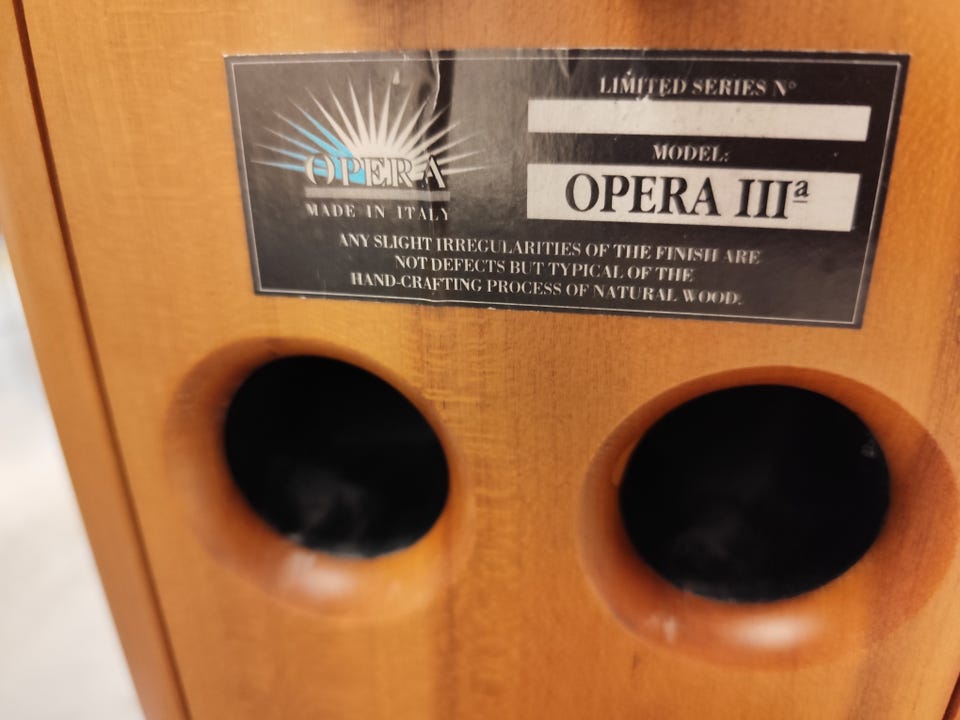 OPERA
MADE IN ITALY
LIMITED SERIES N°
MODEL:
OPERA IIIª
ANY SLIGHT IRREGULARITIES OF THE FINISH ARE
NOT DEFECTS BUT TYPICAL OF THE
HAND-CRAFTING PROCESS OF NATURAL WOOD.